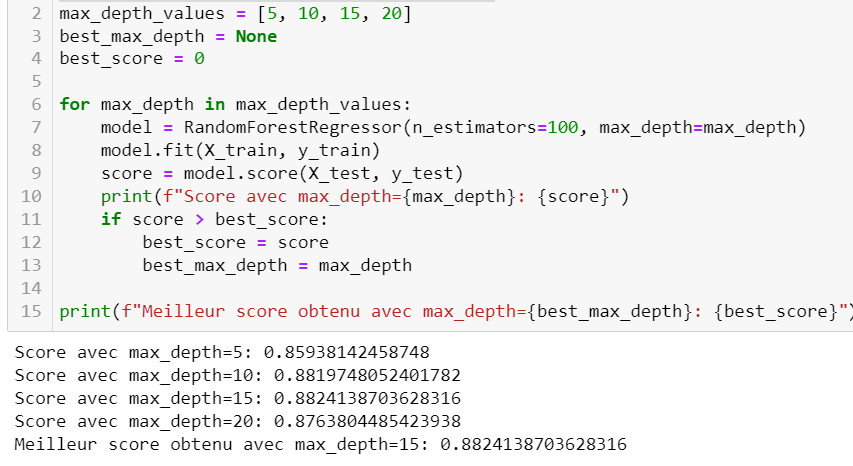 2 max_depth_values = [5, 10, 15, 20]
3 best_max_depth = None
4 best_score = 0
5
6 for max_depth in max_depth_values:
7     model = RandomForestRegressor(n_estimators=100, max_depth=max_depth)
8     model.fit(X_train, y_train)
9     score = model.score(X_test, y_test)
10     print(f"Score avec max_depth={max_depth}: {score}")
11     if score > best_score:
12         best_score = score
13         best_max_depth = max_depth
14
15 print(f"Meilleur score obtenu avec max_depth={best_max_depth}: {best_score}")
Score avec max_depth=5: 0.85938142458748
Score avec max_depth=10: 0.8819748052401782
Score avec max_depth=15: 0.8824138703628316
Score avec max_depth=20: 0.8763804485423938
Meilleur score obtenu avec max_depth=15: 0.8824138703628316